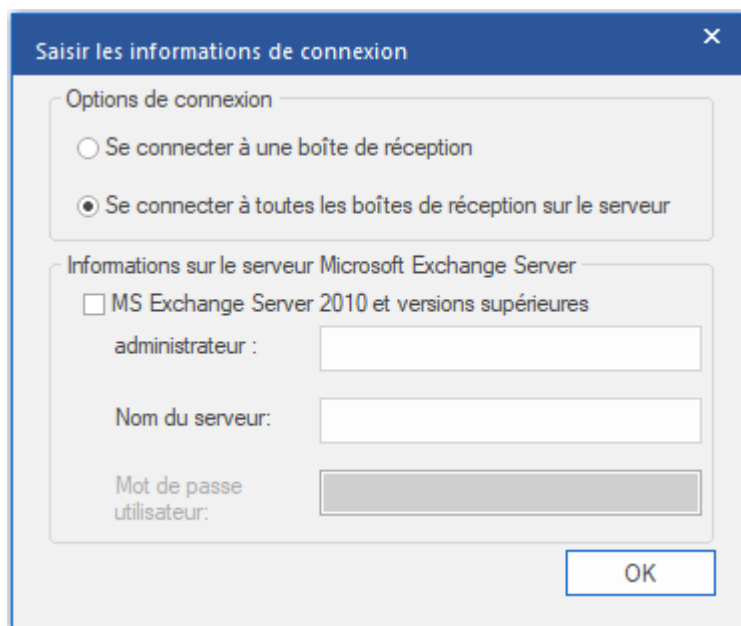 Saisir les informations de connexion
Options de connexion
Se connecter à une boîte de réception
Se connecter à toutes les boîtes de réception sur le serveur
Informations sur le serveur Microsoft Exchange Server
MS Exchange Server 2010 et versions supérieures
administrateur :
Nom du serveur:
Mot de passe
utilisateur:
OK